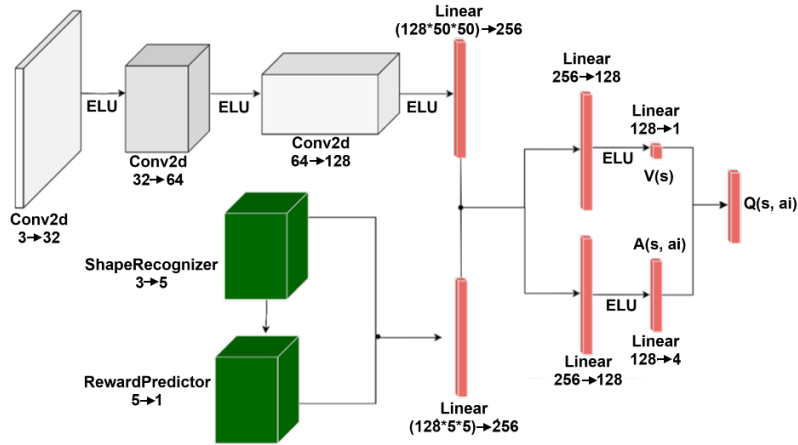 Linear
(128*50*50)→256
ELU
ELU
ELU
Conv2d
3→32
Conv2d
32→64
Conv2d
64→128
Linear
256→128
ELU
Linear
128→1
V(s)
Q(s, ai)
ShapeRecognizer
3→5
RewardPredictor
5→1
Linear
(128*5*5)→256
A(s, ai)
ELU
Linear
256→128
Linear
128→4